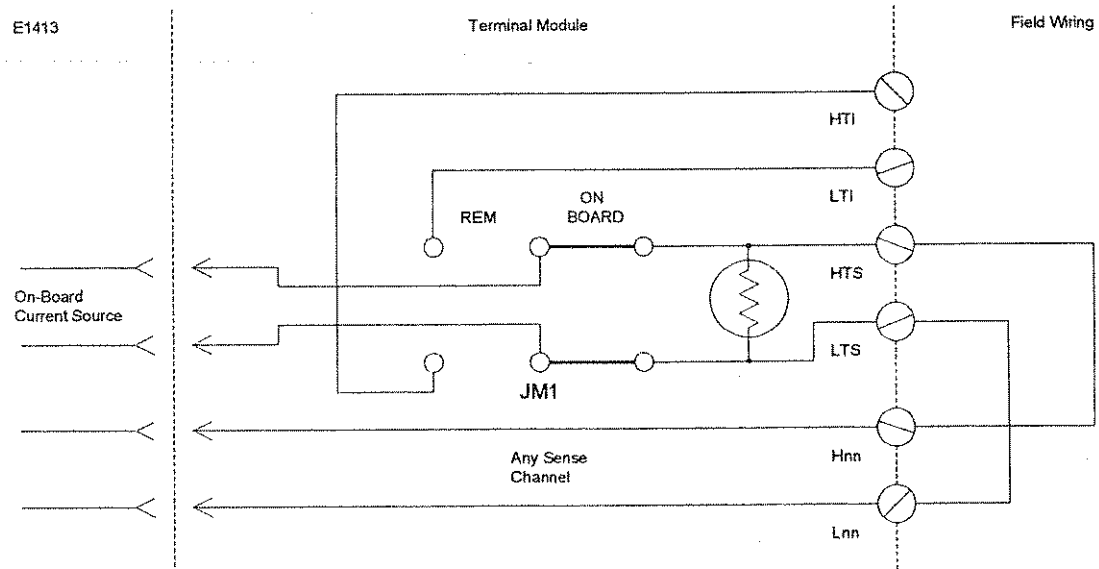 E1413
Terminal Module
Field Wiring
HTI
LTI
REM
ON
BOARD
HTS
On-Board
Current Source
LTS
JM1
Hnn
Any Sense
Channel
Lnn